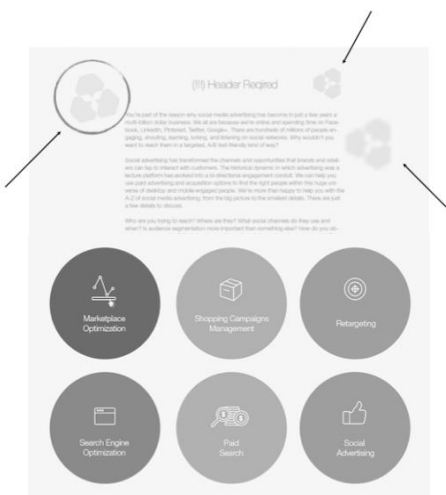 (!!!) Header Reqired
You're part of the reason why social media advertising has become in just a few years a
multi-billion dollar business. We all are because we're online and spending time on Face-
book, LinkedIn, Pinterest, Twitter, Google+. There are hundreds of millions of people en-
gaging, shouting, learning, solving, and listening on social networks. Why wouldn't you
want to reach them in a targeted, A/B test-friendly kind of way?
Social advertising has transformed the channels and opportunities that brands and retail-
ers can tap to interact with customers. The historical dynamic in which advertising was a
lecture platform has evolved into a bi-directional engagement conduit. We can help you
use paid advertising and acquisition options to find the right people within this huge uni-
verse of desktop and mobile engaged people. We're more than happy to help you with the
A-Z of social media advertising, from the big picture to the smallest details. There are just
a few details to discuss.
Who are you trying to reach? Where are they? What social channels do they use and
when? Is audience segmentation more important than something else? How do you ob-
Marketplace
Optimization
Shopping Campaigns
Management
Retargeting
Search Engine
Optimization
Paid
Search
Social
Advertising